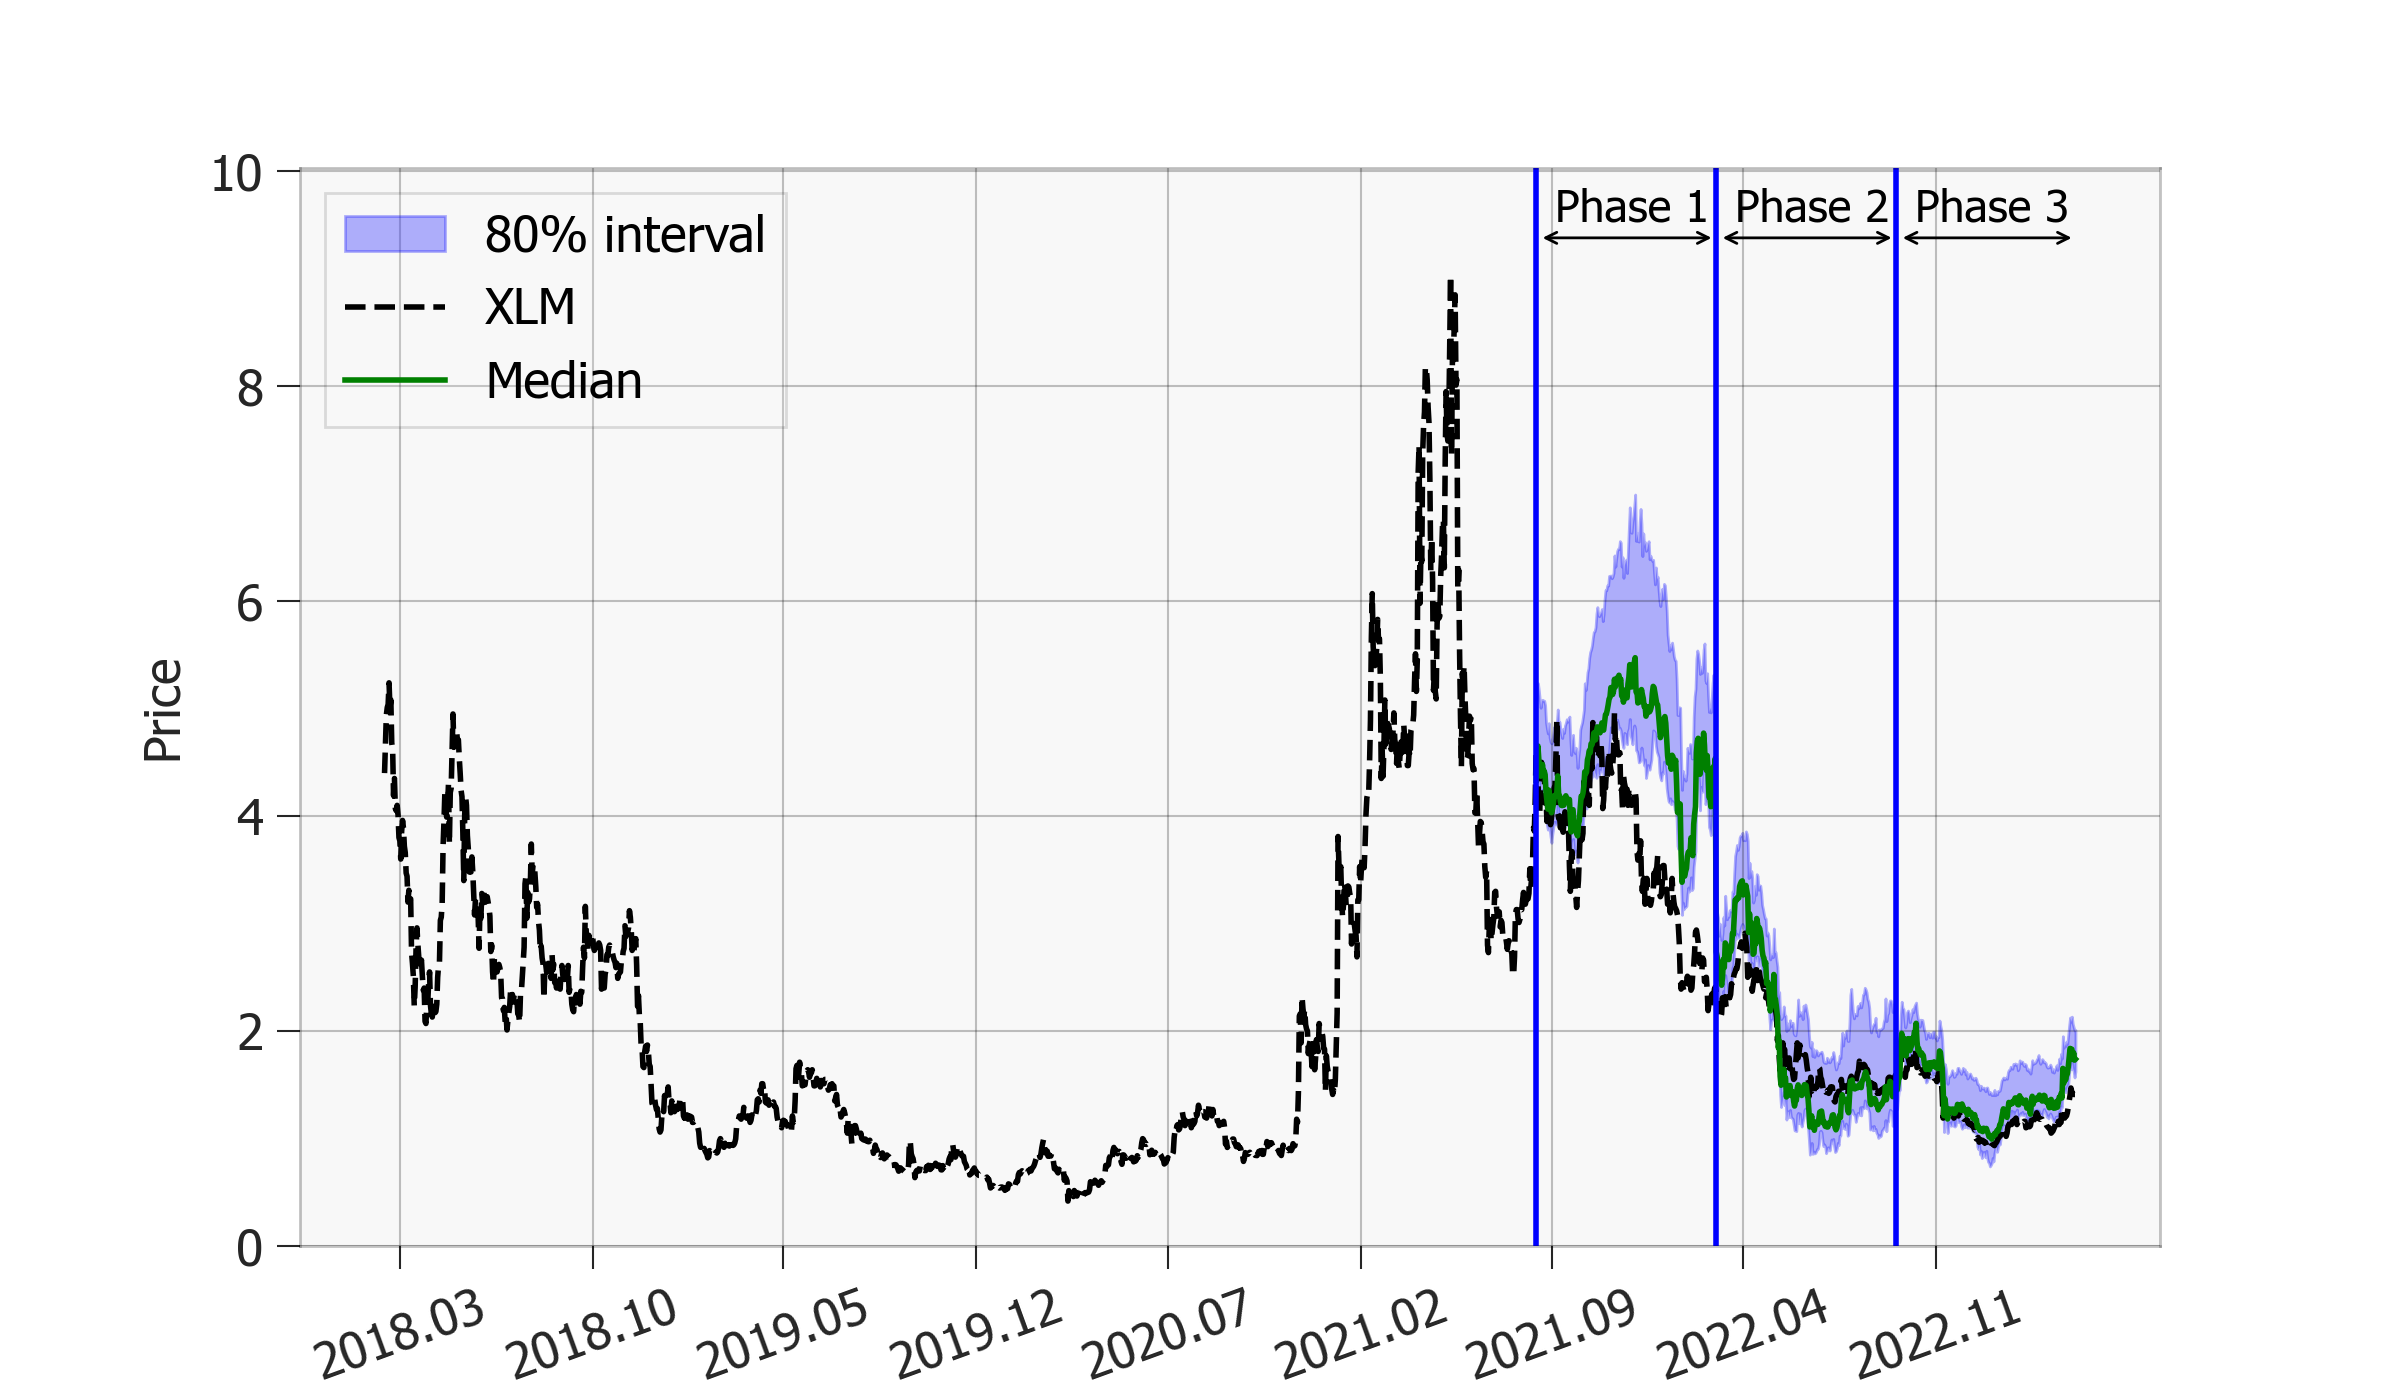 10
8
6
4
2
0
Price
80% interval
XLM
Median
Phase 1
Phase 2
Phase 3
2018.03
2018.10
2019.05
2019.12
2020.07
2021.02
2021.09
2022.04
2022.11